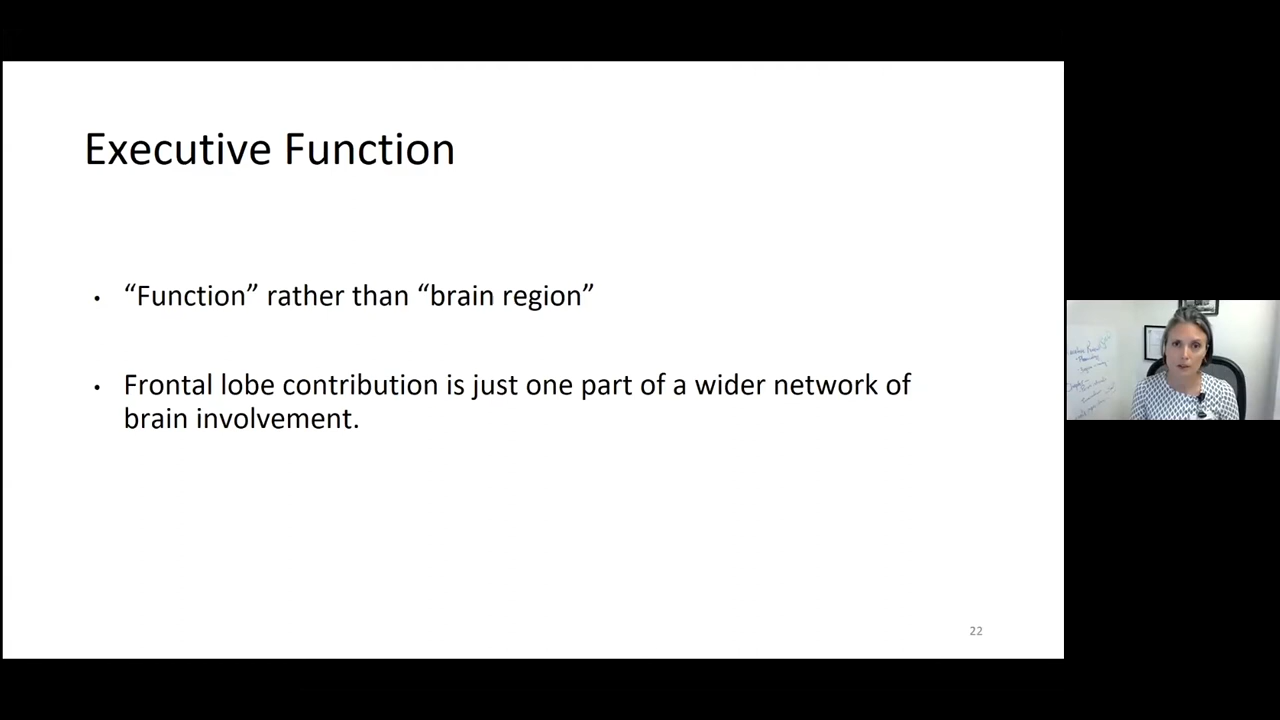 Executive Function
• “Function” rather than “brain region”
• Frontal lobe contribution is just one part of a wider network of
brain involvement.
22